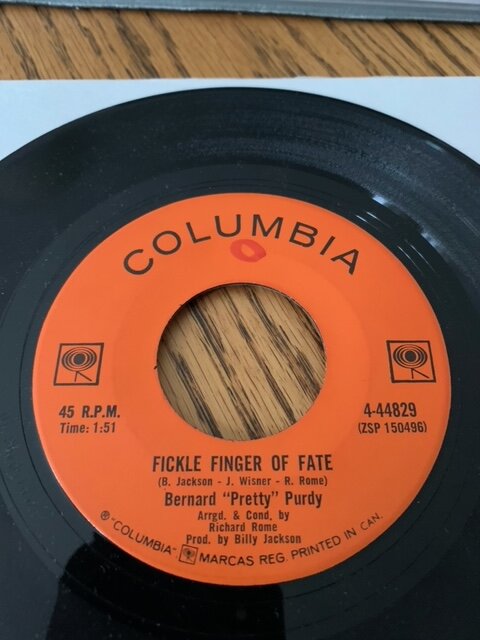 COLUMBIA
45 R.P.M.
Time: 1:51
4-44829
(ZSP 150496)
FICKLE FINGER OF FATE
(B. Jackson - J. Wisner - R. Rome)
Bernard "Pretty" Purdy
Arrgd. & Cond. by
Richard Rome
Prod. by Billy Jackson
® "COLUMBIA" MARCAS REG. PRINTED IN CAN.